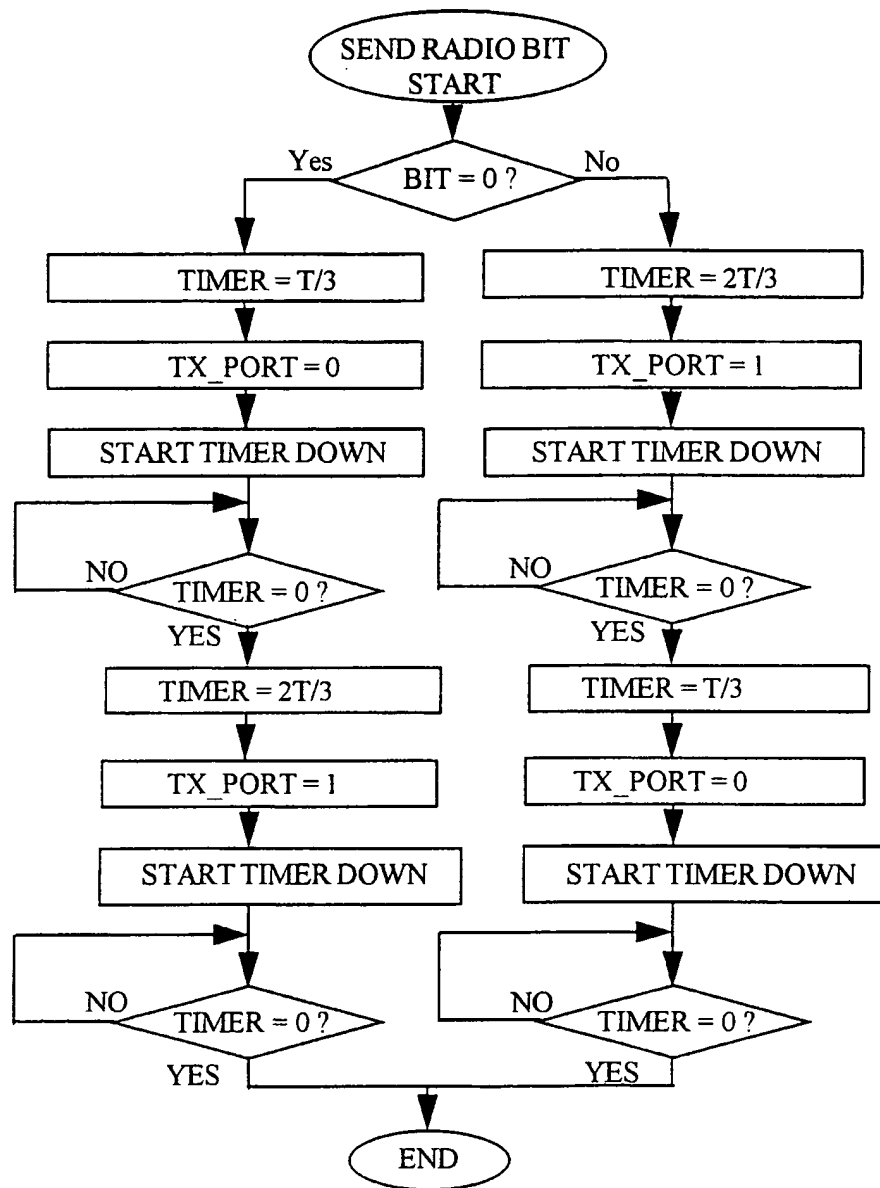 SEND RADIO BIT
START
Yes
BIT = 0 ?
No
TIMER = T/3
TIMER = 2T/3
TX_PORT = 0
TX_PORT = 1
START TIMER DOWN
START TIMER DOWN
NO
TIMER = 0 ?
YES
NO
TIMER = 0 ?
YES
TIMER = 2T/3
TIMER = T/3
TX_PORT = 1
TX_PORT = 0
START TIMER DOWN
START TIMER DOWN
NO
TIMER = 0 ?
YES
NO
TIMER = 0 ?
YES
END